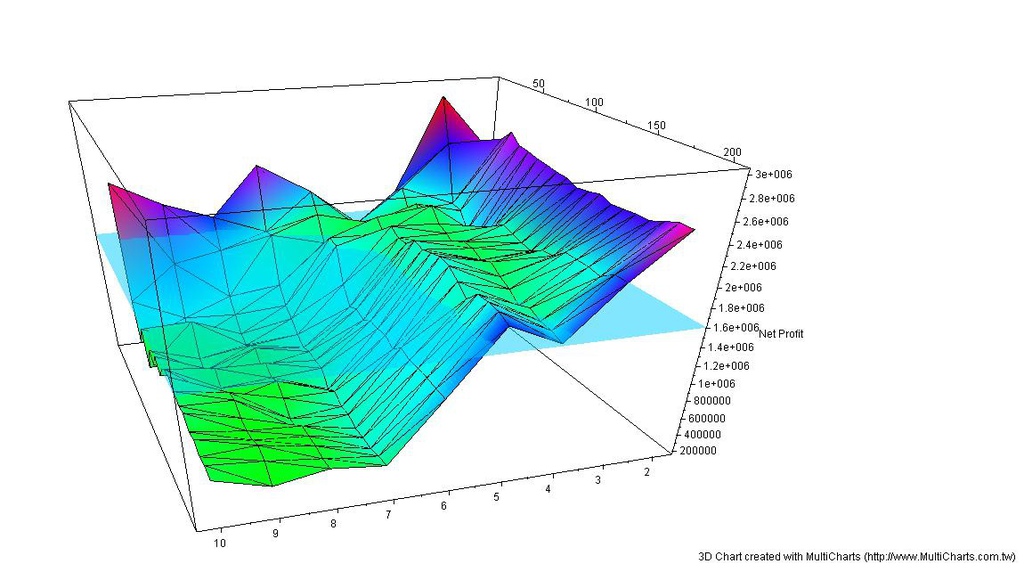 50
100
150
200
3e+006
2.8e+006
2.6e+006
2.4e+006
2.2e+006
2e+006
1.8e+006
1.6e+006
Net Profit
1.4e+006
1.2e+006
1e+006
800000
600000
400000
200000
2
3
4
5
6
7
8
9
10
3D Chart created with MultiCharts (http://www.MultiCharts.com.tw)